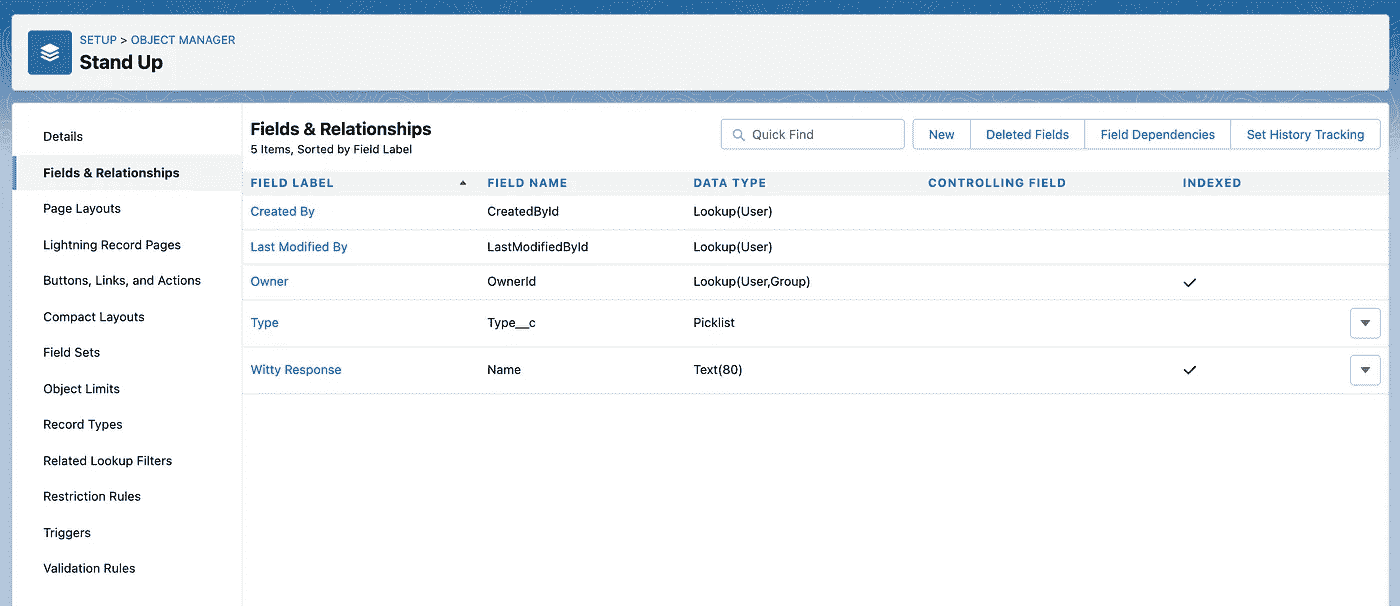 SETUP > OBJECT MANAGER
Stand Up
Details
Fields & Relationships
Page Layouts
Lightning Record Pages
Buttons, Links, and Actions
Compact Layouts
Field Sets
Object Limits
Record Types
Related Lookup Filters
Restriction Rules
Triggers
Validation Rules
Fields & Relationships
5 Items, Sorted by Field Label
Quick Find
New
Deleted Fields
Field Dependencies
Set History Tracking
FIELD LABEL FIELD NAME DATA TYPE CONTROLLING FIELD INDEXED
Created By CreatedById Lookup(User)
Last Modified By LastModifiedById Lookup(User)
Owner OwnerId Lookup(User,Group)
Type Type__c Picklist
Witty Response Name Text(80)